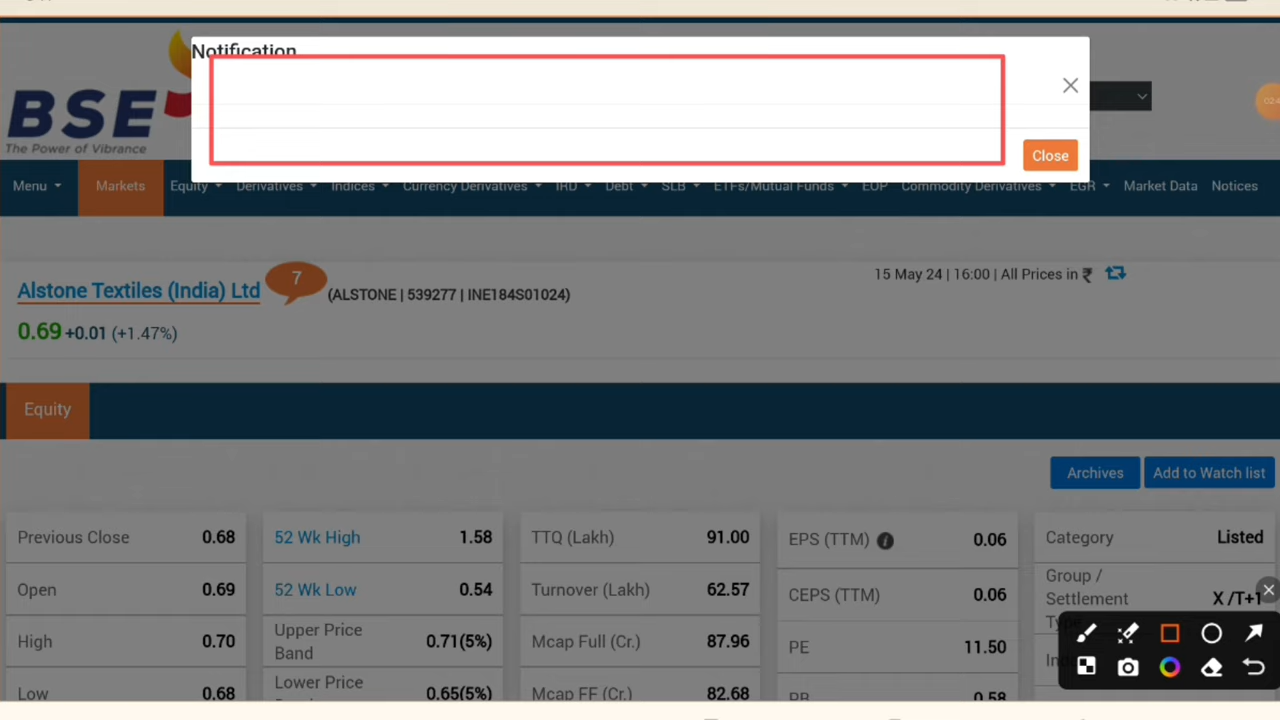 Notification
Close
BSE
The Power of Vibrance
Menu Markets Equity Derivatives Indices Currency Derivatives IRD Debt SLB ETFs/Mutual Funds EOP Commodity Derivatives EGR Market Data Notices
Alstone Textiles (India) Ltd 7 (ALSTONE | 539277 | INE184S01024)
15 May 24 | 16:00 | All Prices in ₹
0.69 +0.01 (+1.47%)
Equity
Archives Add to Watch list
Previous Close 0.68
Open 0.69
High 0.70
Low 0.68
52 Wk High 1.58
52 Wk Low 0.54
Upper Price Band 0.71(5%)
Lower Price 0.65(5%)
TTQ (Lakh) 91.00
Turnover (Lakh) 62.57
Mcap Full (Cr.) 87.96
Mcap FF (Cr.) 82.68
EPS (TTM) 0.06
CEPS (TTM) 0.06
PE 11.50
PB 0.58
Category Listed
Group / Settlement Type X /T+1